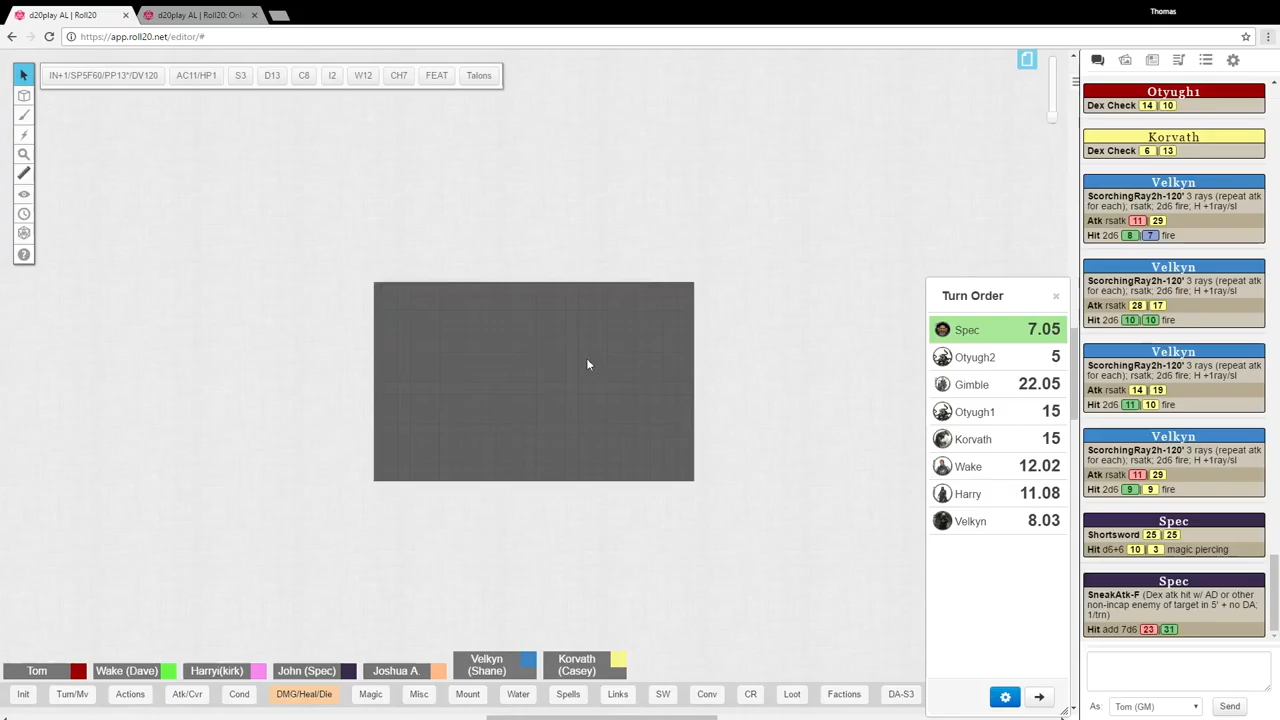 d20play AL | Roll20
d20play AL | Roll20: Onli
Thomas
https://app.roll20.net/editor/#
IN+1/SP5F60/PP13*/DV120
AC11/HP1
S3
D13
C8
I2
W12
CH7
FEAT
Talons
Otyugh1
Dex Check 14 10
Korvath
Dex Check 6 13
Velkyn
ScorchingRay2h-120' 3 rays (repeat atk
for each); rsatk; 2d6 fire; H +1ray/sl
Atk rsatk 11 29
Hit 2d6 8 7 fire
Velkyn
ScorchingRay2h-120' 3 rays (repeat atk
for each); rsatk; 2d6 fire; H +1ray/sl
Atk rsatk 28 17
Hit 2d6 10 10 fire
Velkyn
ScorchingRay2h-120' 3 rays (repeat atk
for each); rsatk; 2d6 fire; H +1ray/sl
Atk rsatk 14 19
Hit 2d6 11 10 fire
Velkyn
ScorchingRay2h-120' 3 rays (repeat atk
for each); rsatk; 2d6 fire; H +1ray/sl
Atk rsatk 11 29
Hit 2d6 9 9 fire
Spec
Shortsword 25 25
Hit d6+6 10 3 magic piercing
Spec
SneakAtk-F (Dex atk hit w/ AD or other
non-incap enemy of target in 5' + no DA;
1/trn)
Hit add 7d6 23 31
Turn Order
Spec 7.05
Otyugh2 5
Gimble 22.05
Otyugh1 15
Korvath 15
Wake 12.02
Harry 11.08
Velkyn 8.03
Tom
Wake (Dave)
Harryi(kirk)
John (Spec)
Joshua A.
Velkyn
(Shane)
Korvath
(Casey)
Init
Turn/Mv
Actions
Atk/Cvr
Cond
DMG/Heal/Die
Magic
Misc
Mount
Water
Spells
Links
SW
Conv
CR
Loot
Factions
DA-S3
As:
Tom (GM)
Send